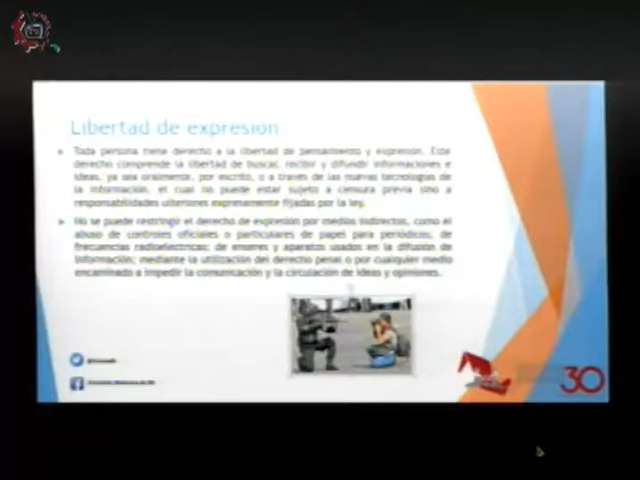 Libertad de expresión
Toda persona tiene derecho a la libertad de pensamiento y expresión. Este
derecho comprende la libertad de buscar, recibir y difundir informaciones e
ideas, ya sea oralmente, por escrito, o a través de las nuevas tecnologías de
la información, el cual no puede estar sujeto a censura previa sino a
responsabilidades ulteriores expresamente fijadas por la ley.
No se puede restringir el derecho de expresión por medios indirectos, como el
abuso de controles oficiales o particulares de papel para periódicos; de
frecuencias radioeléctricas; de enseres y aparatos usados en la difusión de
información; mediante la utilización del derecho penal o por cualquier medio
encaminado a impedir la comunicación y la circulación de ideas y opiniones.
30